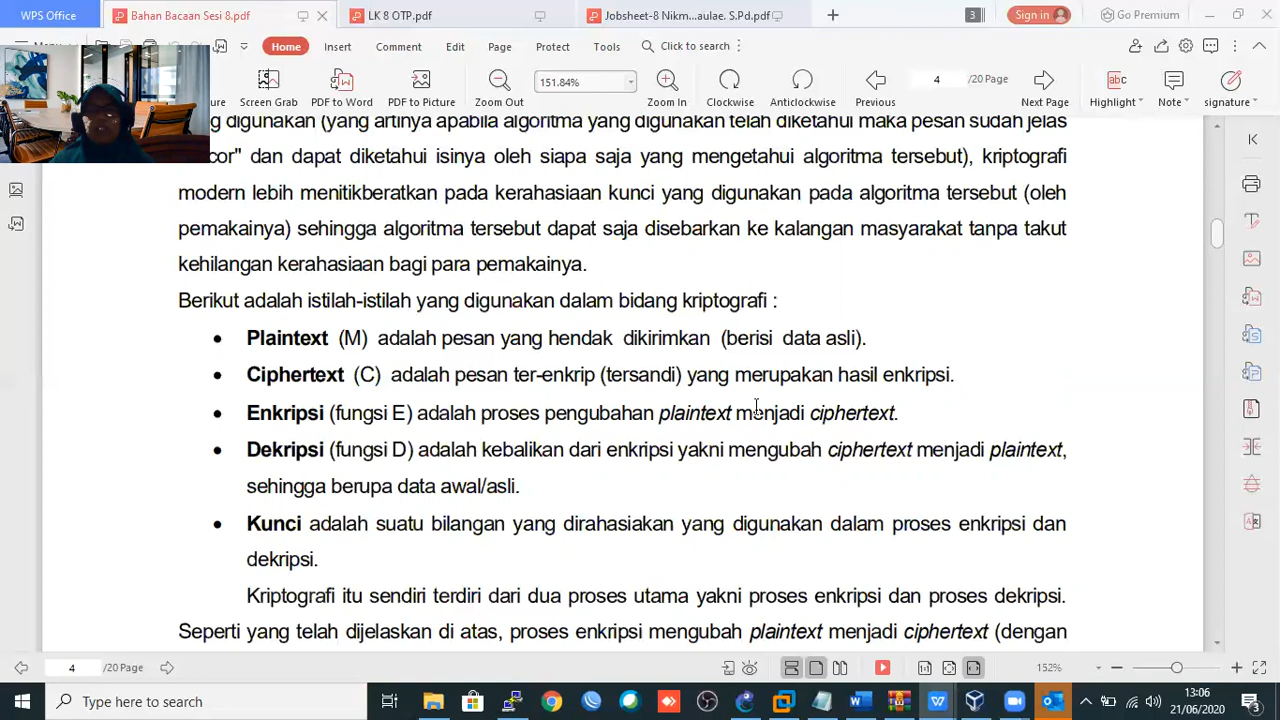 WPS Office
Bahan Bacaan Sesi 8.pdf
LK 8 OTP.pdf
Jobsheet-8 Nikm... aulae. S.Pd.pdf
3
Sign in
Go Premium
Home
Insert
Comment
Edit
Page
Protect
Tools
Click to search
Screen Grab
PDF to Word
PDF to Picture
Zoom Out
151.84%
Zoom In
Clockwise
Anticlockwise
Previous
4
/20 Page
Next Page
Highlight
Note
signature
digunakan (yang artinya apabila algoritma yang digunakan telah diketahui maka pesan sudah jelas
cor" dan dapat diketahui isinya oleh siapa saja yang mengetahui algoritma tersebut), kriptografi
modern lebih menitikberatkan pada kerahasiaan kunci yang digunakan pada algoritma tersebut (oleh
pemakainya) sehingga algoritma tersebut dapat saja disebarkan ke kalangan masyarakat tanpa takut
kehilangan kerahasiaan bagi para pemakainya.
Berikut adalah istilah-istilah yang digunakan dalam bidang kriptografi :
• Plaintext (M) adalah pesan yang hendak dikirimkan (berisi data asli).
• Ciphertext (C) adalah pesan ter-enkrip (tersandi) yang merupakan hasil enkripsi.
• Enkripsi (fungsi E) adalah proses pengubahan plaintext menjadi ciphertext.
• Dekripsi (fungsi D) adalah kebalikan dari enkripsi yakni mengubah ciphertext menjadi plaintext,
sehingga berupa data awal/asli.
• Kunci adalah suatu bilangan yang dirahasiakan yang digunakan dalam proses enkripsi dan
dekripsi.
Kriptografi itu sendiri terdiri dari dua proses utama yakni proses enkripsi dan proses dekripsi.
Seperti yang telah dijelaskan di atas, proses enkripsi mengubah plaintext menjadi ciphertext (dengan
4
/20 Page
152%
Type here to search
13:06
21/06/2020
3